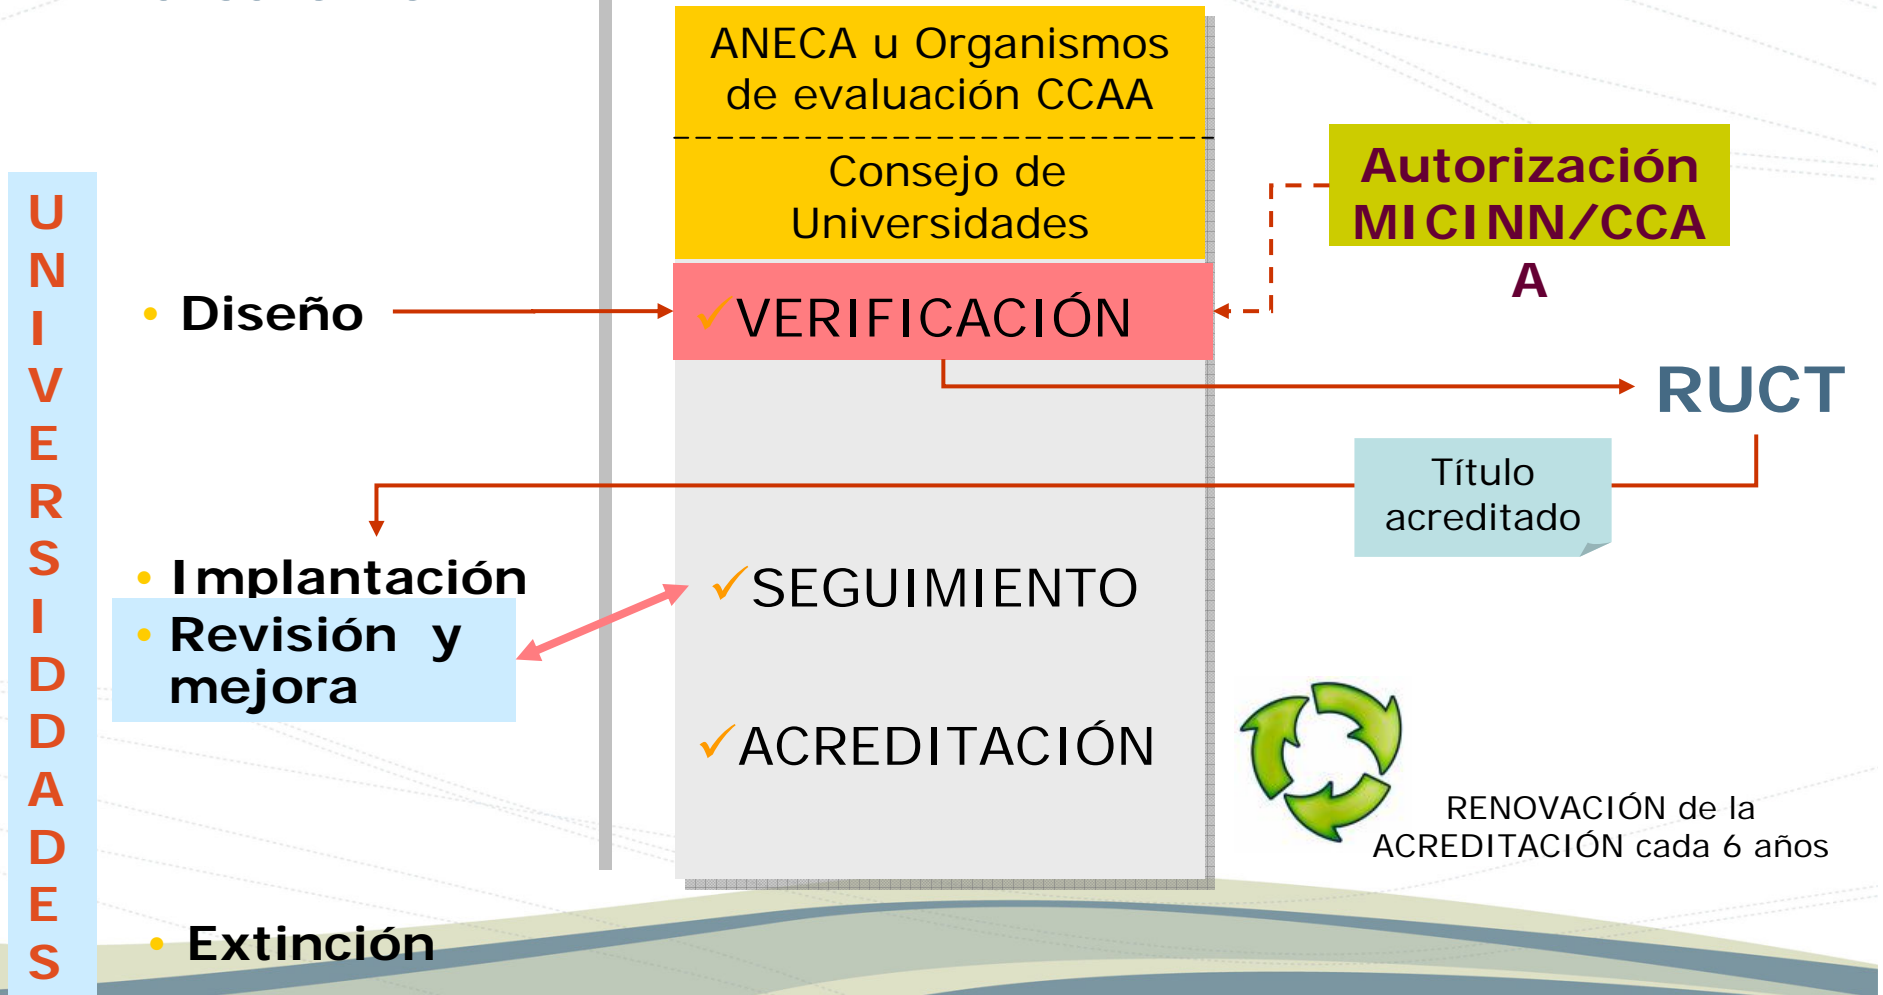 ANECA u Organismos
de evaluación CCAA
Consejo de
Universidades
Autorización
MICINN/CCA
A
U
N
I
V
E
R
S
I
D
D
A
D
E
S
• Diseño
✓VERIFICACIÓN
RUCT
Título
acreditado
• Implantación
• Revisión y
mejora
✓SEGUIMIENTO
✓ACREDITACIÓN
RENOVACIÓN de la
ACREDITACIÓN cada 6 años
• Extinción